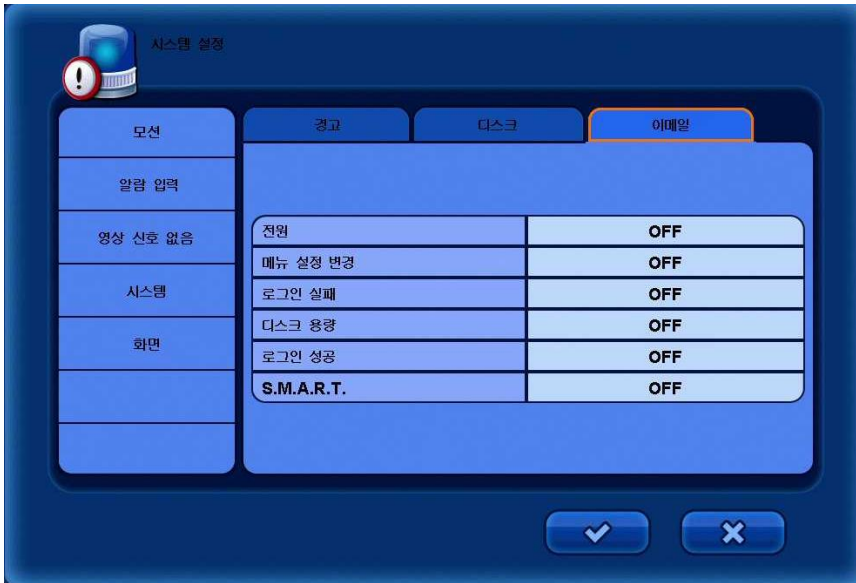 시스템 설정
모션
알람 입력
영상 신호 없음
시스템
화면
경고 디스크 이메일
전원 OFF
메뉴 설정 변경 OFF
로그인 실패 OFF
디스크 용량 OFF
로그인 성공 OFF
S.M.A.R.T. OFF